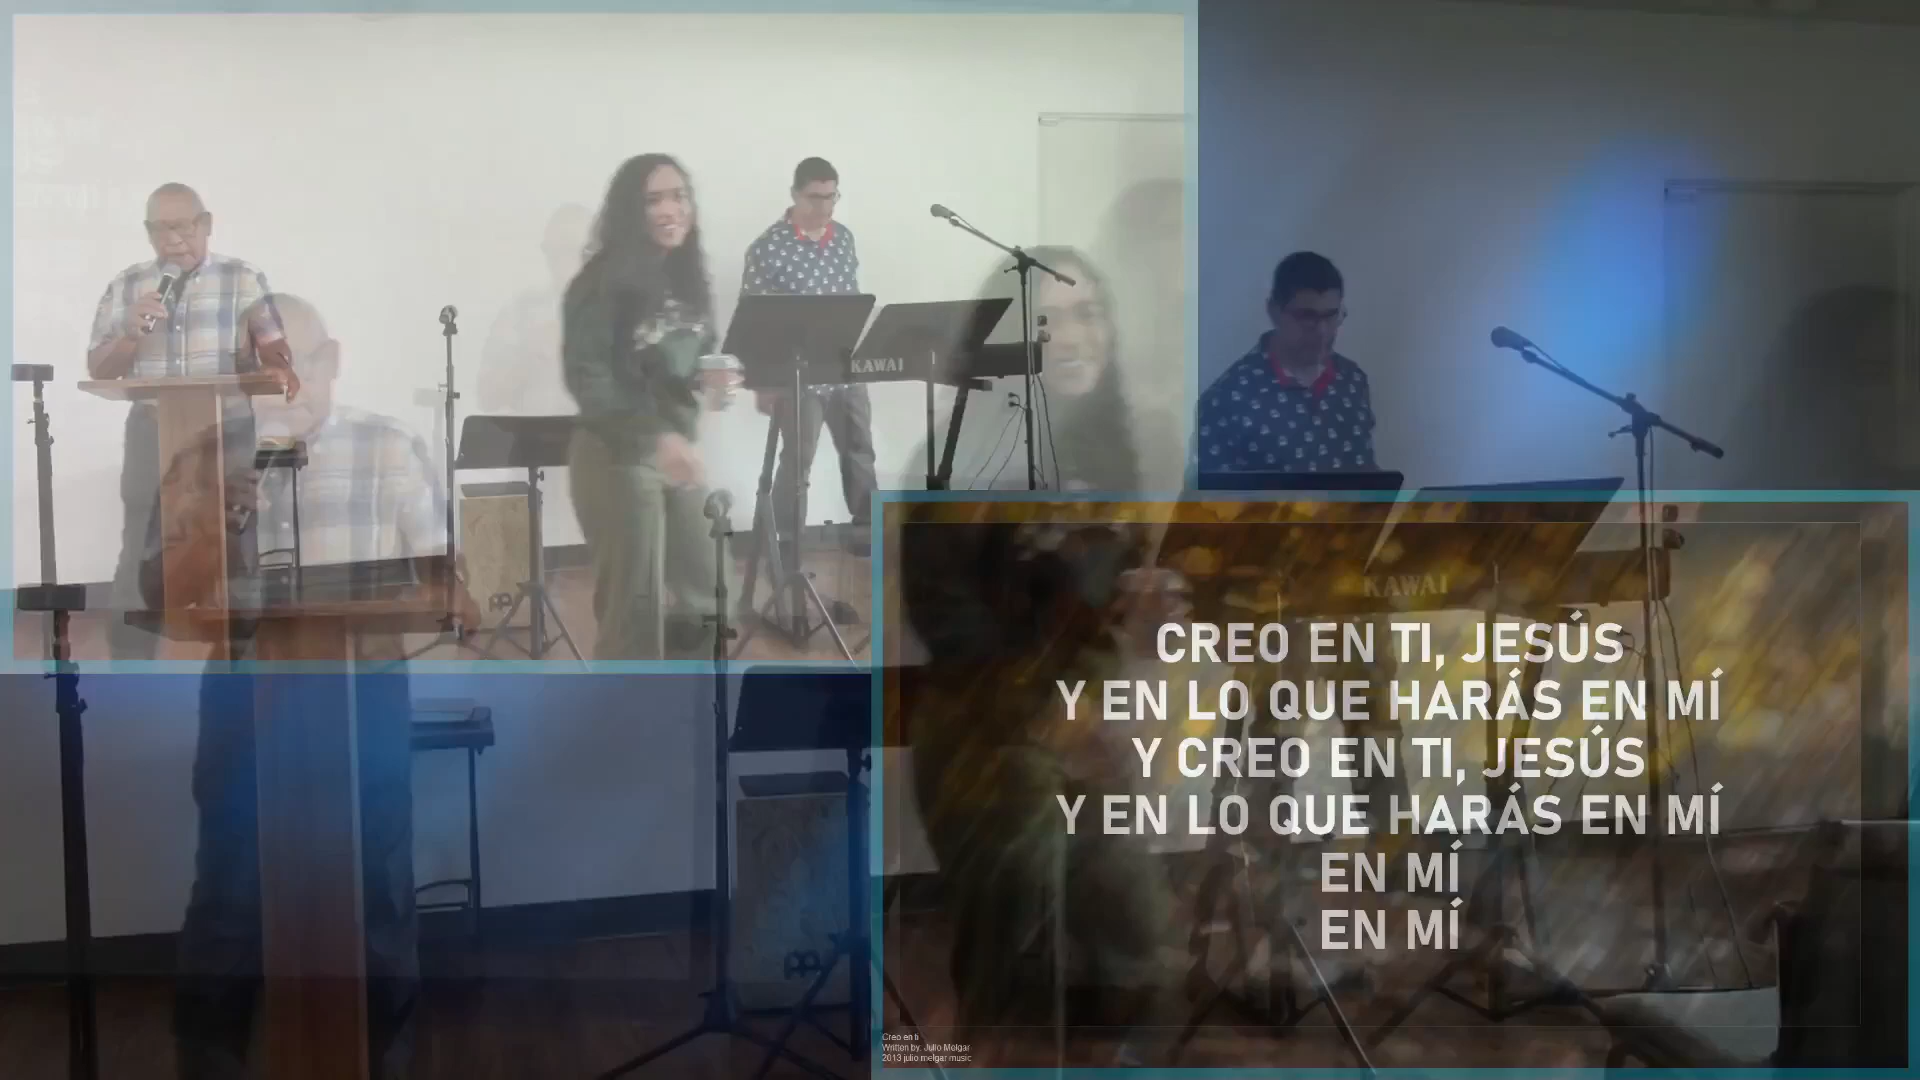 KAWAI
KAWAI
CREO EN TI, JESÚS
Y EN LO QUE HARÁS EN MÍ
Y CREO EN TI, JESÚS
Y EN LO QUE HARÁS EN MÍ
EN MÍ
EN MÍ
Creo en ti
Written by: Julio Melgar
2013 julio melgar music